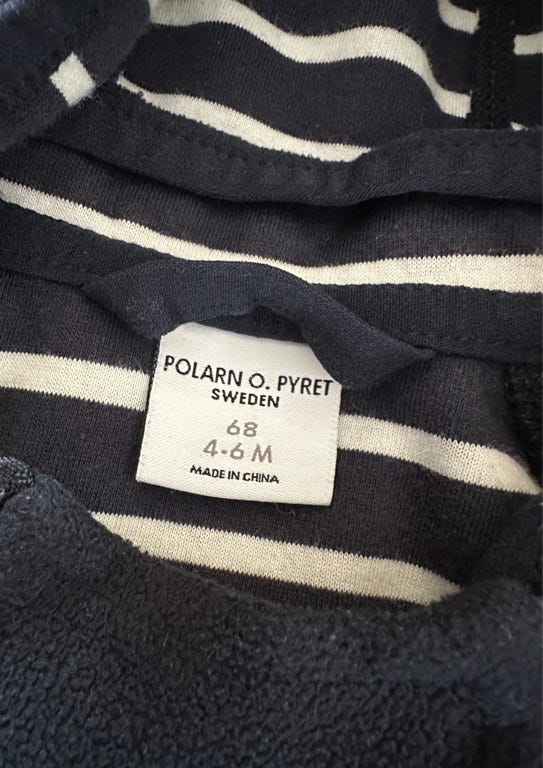 POLARN O. PYRET
SWEDEN
68
4-6 M
MADE IN CHINA